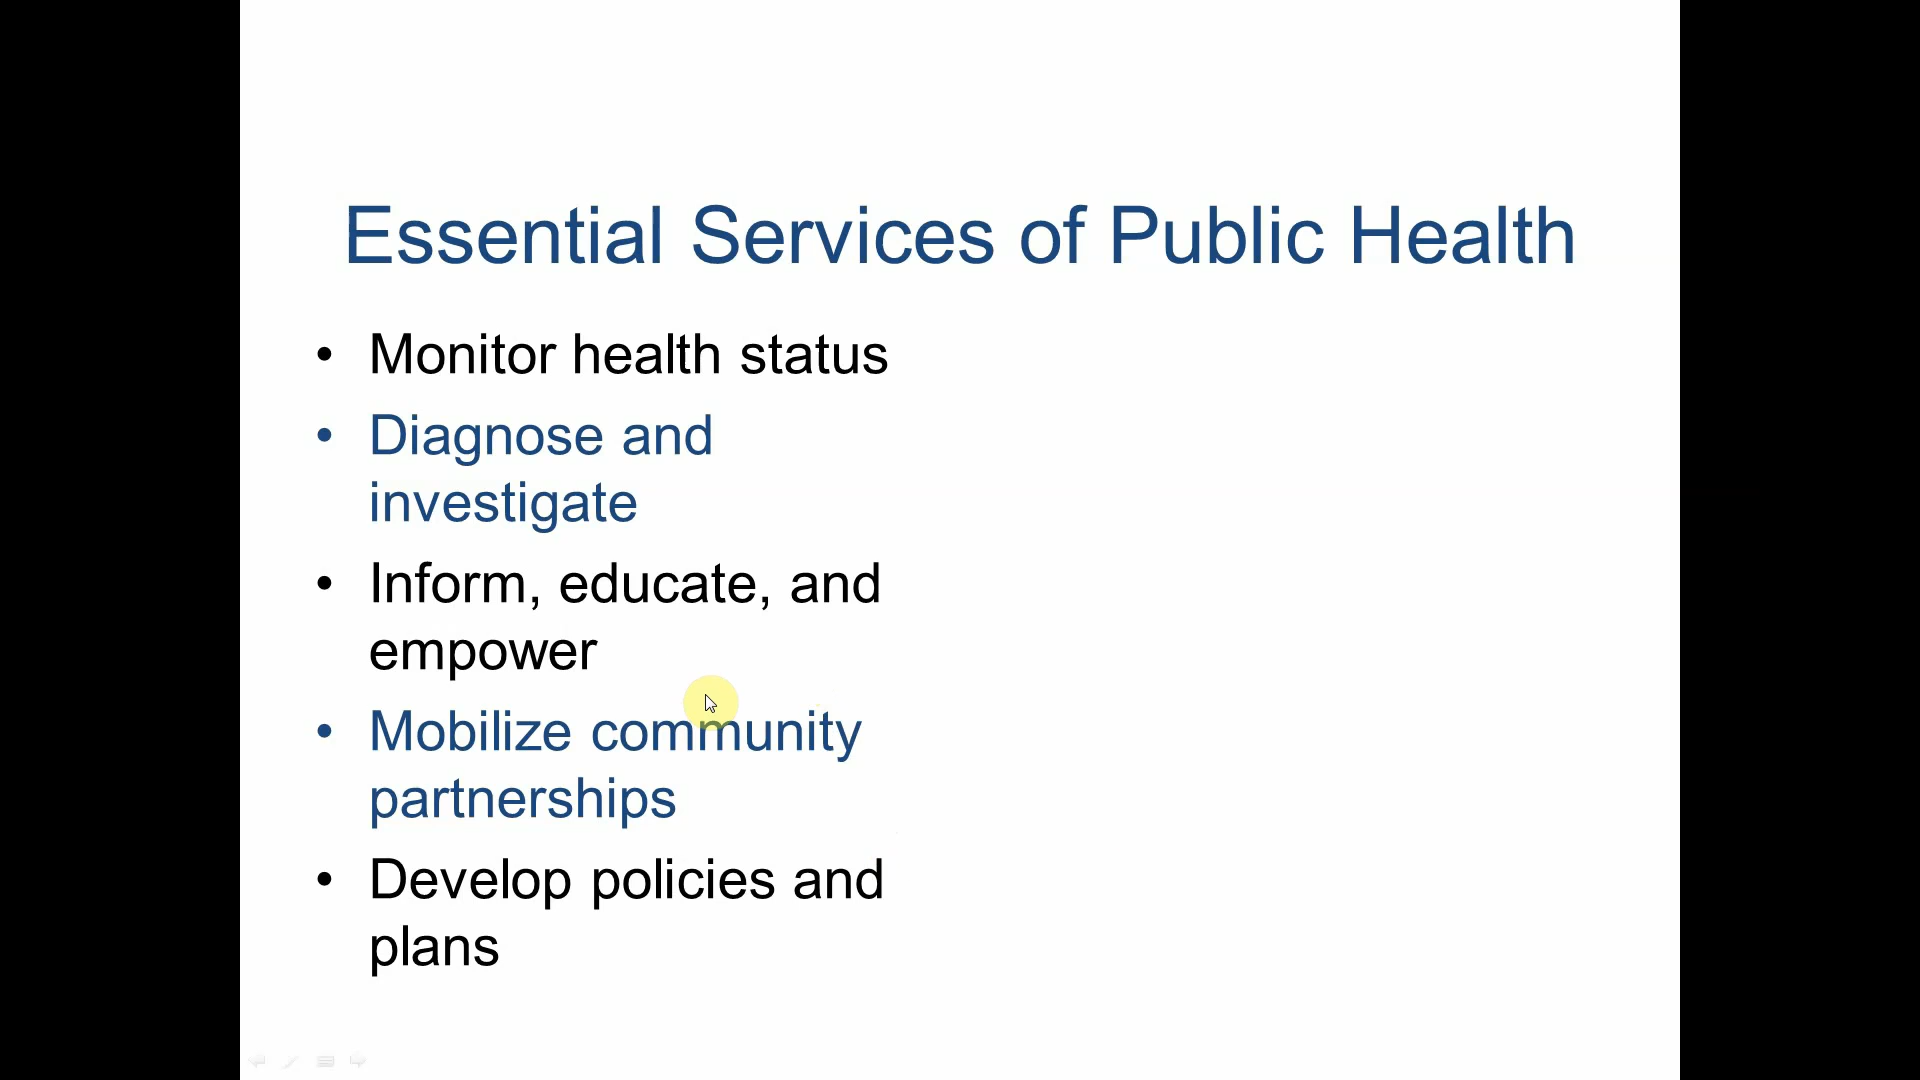 Essential Services of Public Health
• Monitor health status
• Diagnose and
investigate
• Inform, educate, and
empower
• Mobilize community
partnerships
• Develop policies and
plans